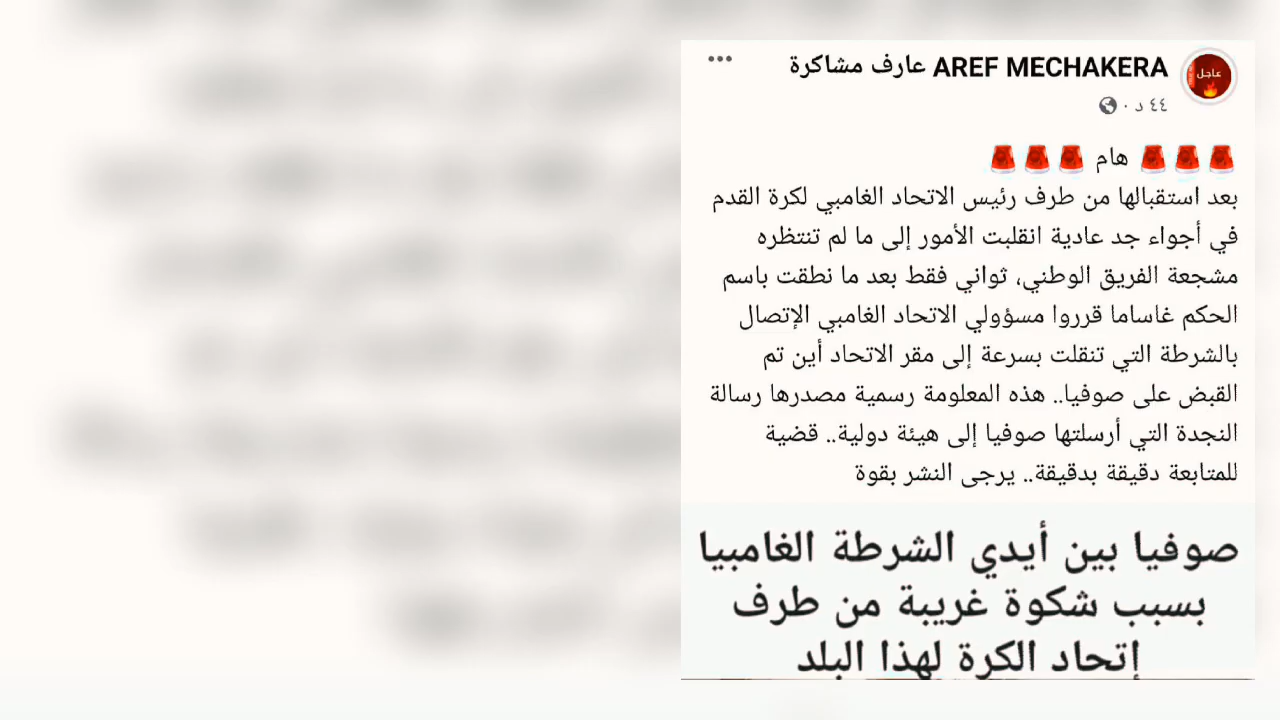 AREF MECHAKERA عارف مشاكرة
عاجل
٤٤ د ·
هام
بعد استقبالها من طرف رئيس الاتحاد الغامبي لكرة القدم
في أجواء جد عادية انقلبت الأمور إلى ما لم تنتظره
مشجعة الفريق الوطني، ثواني فقط بعد ما نطقت باسم
الحكم غاساما قرروا مسؤولي الاتحاد الغامبي الإتصال
بالشرطة التي تنقلت بسرعة إلى مقر الاتحاد أين تم
القبض على صوفيا.. هذه المعلومة رسمية مصدرها رسالة
النجدة التي أرسلتها صوفيا إلى هيئة دولية.. قضية
للمتابعة دقيقة بدقيقة.. يرجى النشر بقوة
صوفيا بين أيدي الشرطة الغامبيا
بسبب شكوة غريبة من طرف
إتحاد الكرة لهذا البلد